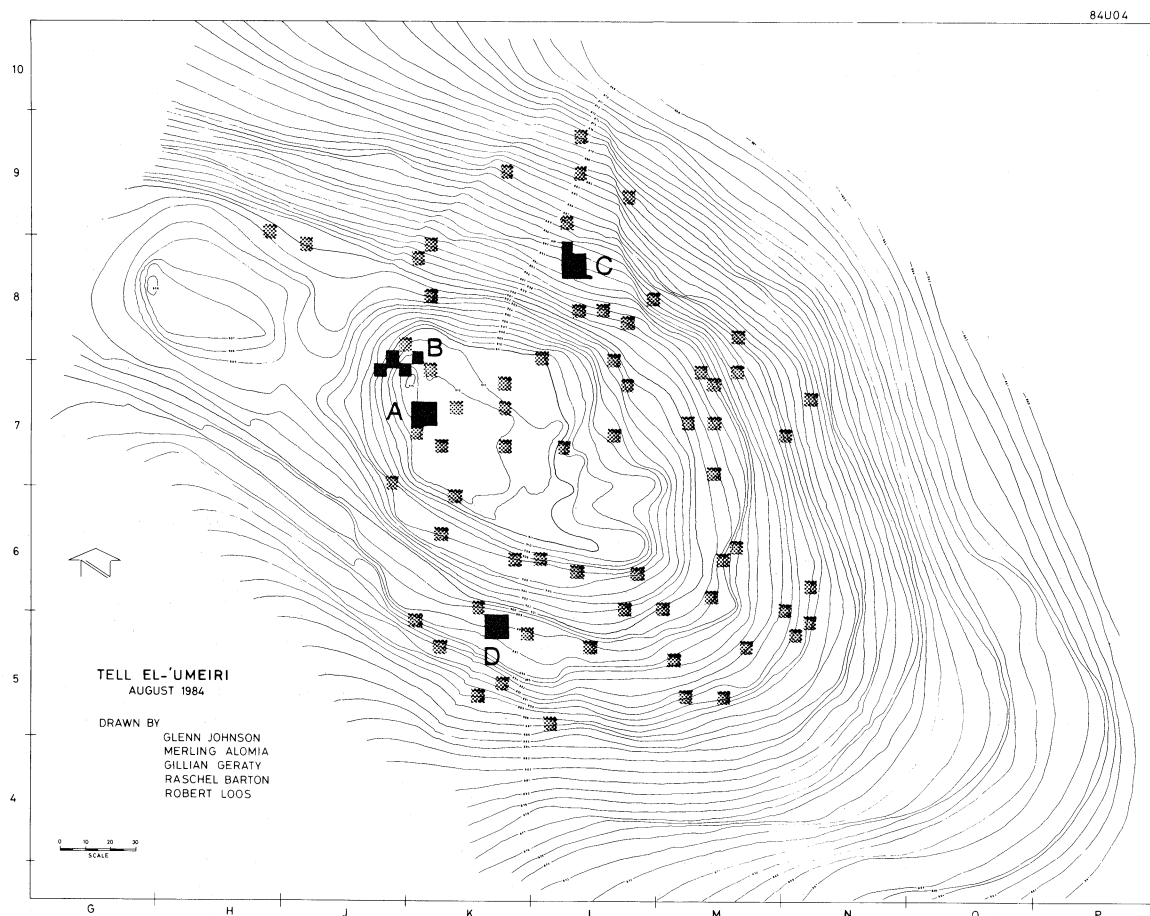 84U04
10
9
8
7
6
5
4
C
B
A
D
TELL EL-'UMEIRI
AUGUST 1984
DRAWN BY
GLENN JOHNSON
MERLING ALOMIA
GILLIAN GERATY
RASCHEL BARTON
ROBERT LOOS
0 10 20 30
SCALE
G H J K L M N O P